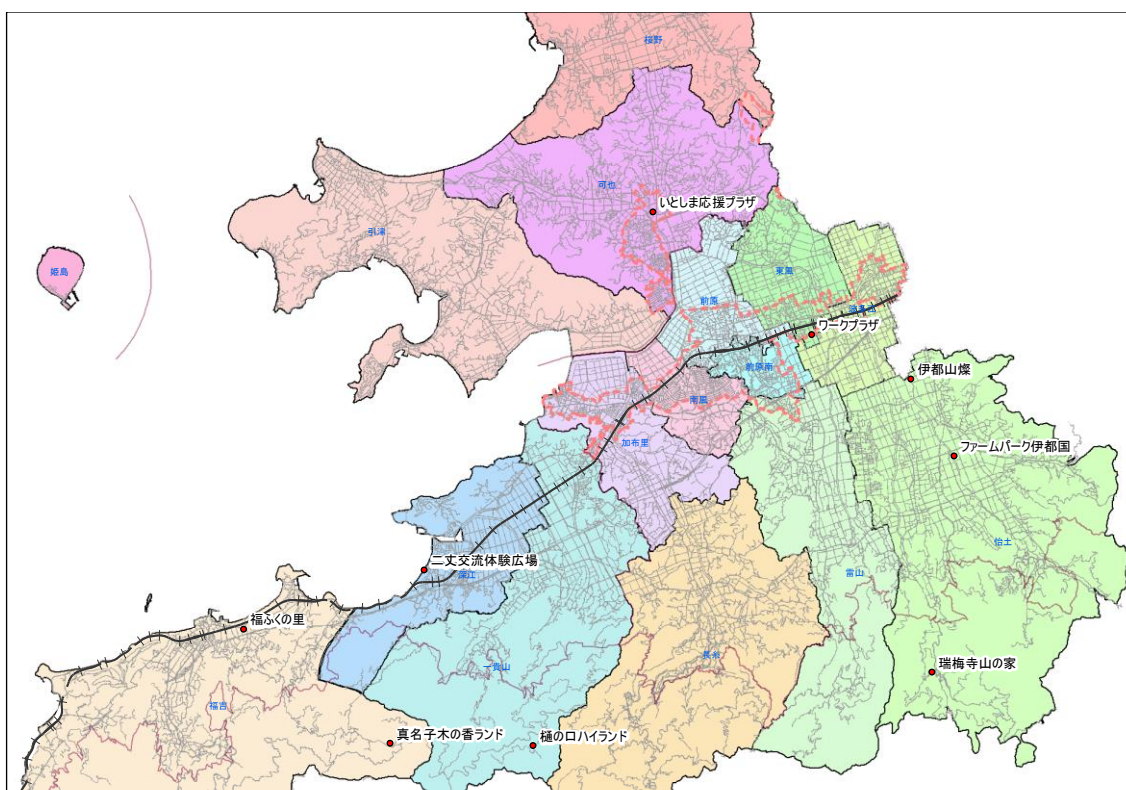 桜野
可也
いとしま応援プラザ
引津
姫島
東風
前原
波多江
ワークプラザ
前原南
伊都山燦
南風
加布里
ファームパーク伊都国
怡土
二丈交流体験広場
深江
雷山
福ふくの里
長糸
一貴山
瑞梅寺山の家
福吉
真名子木の香ランド
樋の口ハイランド